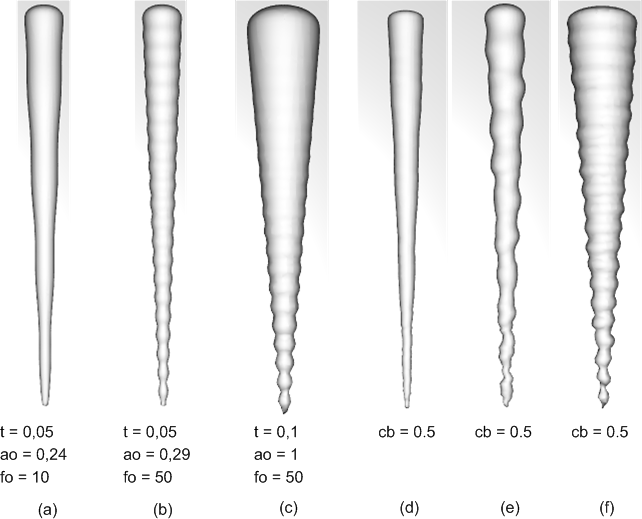 t = 0,05
ao = 0,24
fo = 10
t = 0,05
ao = 0,29
fo = 50
t = 0,1
ao = 1
fo = 50
cb = 0.5
cb = 0.5
cb = 0.5
(a)
(b)
(c)
(d)
(e)
(f)